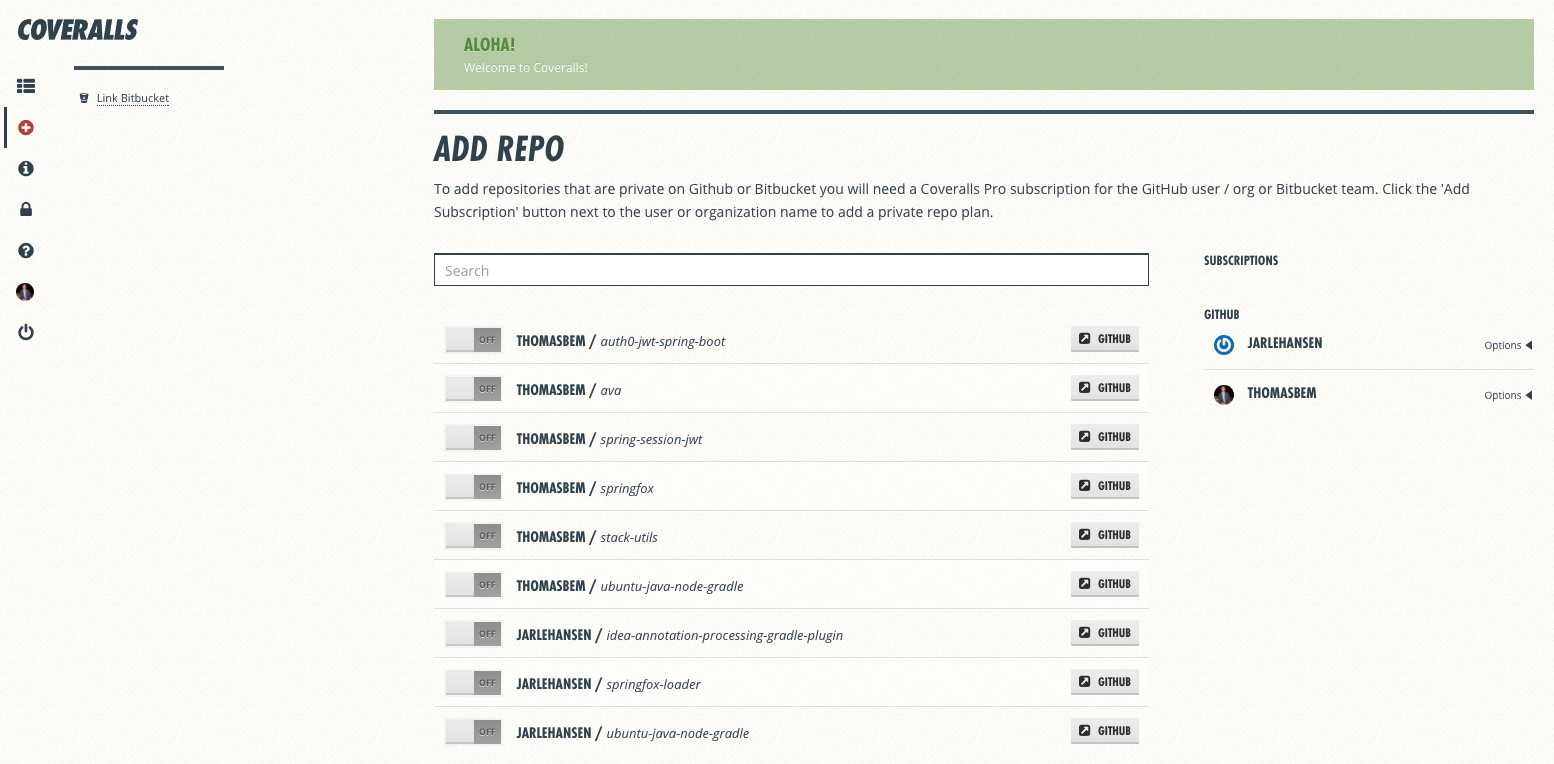 COVERALLS
Link Bitbucket
ALOHA!
Welcome to Coveralls!
ADD REPO
To add repositories that are private on Github or Bitbucket you will need a Coveralls Pro subscription for the GitHub user / org or Bitbucket team. Click the 'Add
Subscription' button next to the user or organization name to add a private repo plan.
Search
OFF THOMASBEM / auth0-jwt-spring-boot GITHUB
OFF THOMASBEM / ava GITHUB
OFF THOMASBEM / spring-session-jwt GITHUB
OFF THOMASBEM / springfox GITHUB
OFF THOMASBEM / stack-utils GITHUB
OFF THOMASBEM / ubuntu-java-node-gradle GITHUB
OFF JARLEHANSEN / idea-annotation-processing-gradle-plugin GITHUB
OFF JARLEHANSEN / springfox-loader GITHUB
OFF JARLEHANSEN / ubuntu-java-node-gradle GITHUB
SUBSCRIPTIONS
GITHUB
JARLEHANSEN Options
THOMASBEM Options